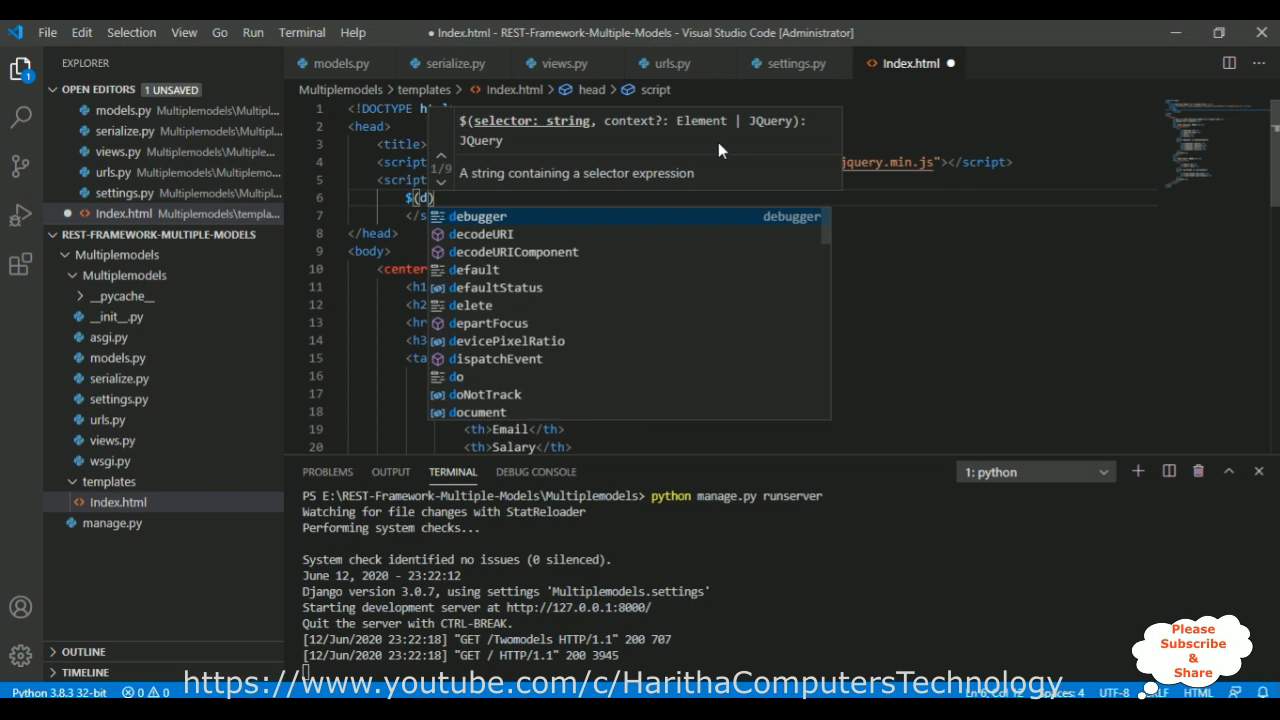 File Edit Selection View Go Run Terminal Help
● Index.html - REST-Framework-Multiple-Models - Visual Studio Code [Administrator]
EXPLORER
OPEN EDITORS 1 UNSAVED
models.py Multiplemodels\Multipl...
serialize.py Multiplemodels\Multipl...
views.py Multiplemodels\Multipl...
urls.py Multiplemodels\Multipl...
settings.py Multiplemodels\Multipl...
● Index.html Multiplemodels\templa...
REST-FRAMEWORK-MULTIPLE-MODELS
Multiplemodels
Multiplemodels
__pycache__
__init__.py
asgi.py
models.py
serialize.py
settings.py
urls.py
views.py
wsgi.py
templates
Index.html
manage.py
OUTLINE
TIMELINE
models.py serialize.py views.py urls.py settings.py Index.html ●
Multiplemodels > templates > Index.html > head > script
1 <!DOCTYPE
2 <head>
3 <title>
4 <script jquery.min.js"></script>
5 <script
6 $(d)
7 </s
8 </head>
9 <body>
10 <center
11 <h1
12 <h2
13 <hr
14 <h3
15 <ta
16
17
18
19 <th>Email</th>
20 <th>Salary</th>
$(selector: string, context?: Element | JQuery):
JQuery
1/9
A string containing a selector expression
debugger debugger
decodeURI
decodeURIComponent
default
defaultStatus
delete
departFocus
devicePixelRatio
dispatchEvent
do
doNotTrack
document
PROBLEMS OUTPUT TERMINAL DEBUG CONSOLE
1: python
PS E:\REST-Framework-Multiple-Models\Multiplemodels> python manage.py runserver
Watching for file changes with StatReloader
Performing system checks...
System check identified no issues (0 silenced).
June 12, 2020 - 23:22:12
Django version 3.0.7, using settings 'Multiplemodels.settings'
Starting development server at http://127.0.0.1:8000/
Quit the server with CTRL-BREAK.
[12/Jun/2020 23:22:18] "GET /Twomodels HTTP/1.1" 200 707
[12/Jun/2020 23:22:18] "GET / HTTP/1.1" 200 3945
Please
Subscribe
&
Share
https://www.youtube.com/c/HarithaComputersTechnology
Python 3.8.3 32-bit 0 0 Ln 6, Col 12 Spaces: 4 UTF-8 HTML